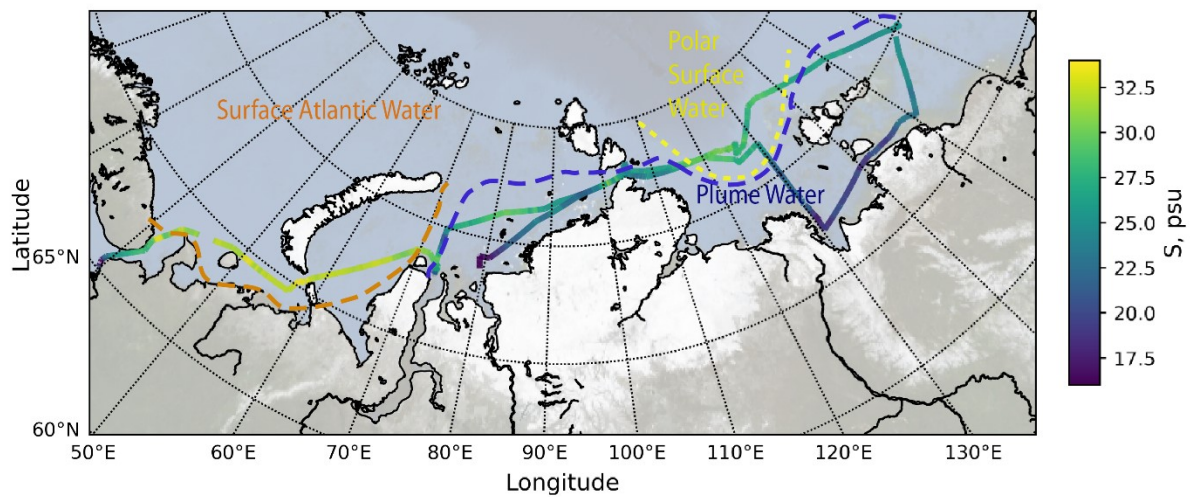 Polar
Surface
Water
Surface Atlantic Water
Plume Water
Latitude
65°N
60°N
50°E 60°E 70°E 80°E 90°E 100°E 110°E 120°E 130°E
Longitude
32.5
30.0
27.5
25.0
22.5
20.0
17.5
S, psu